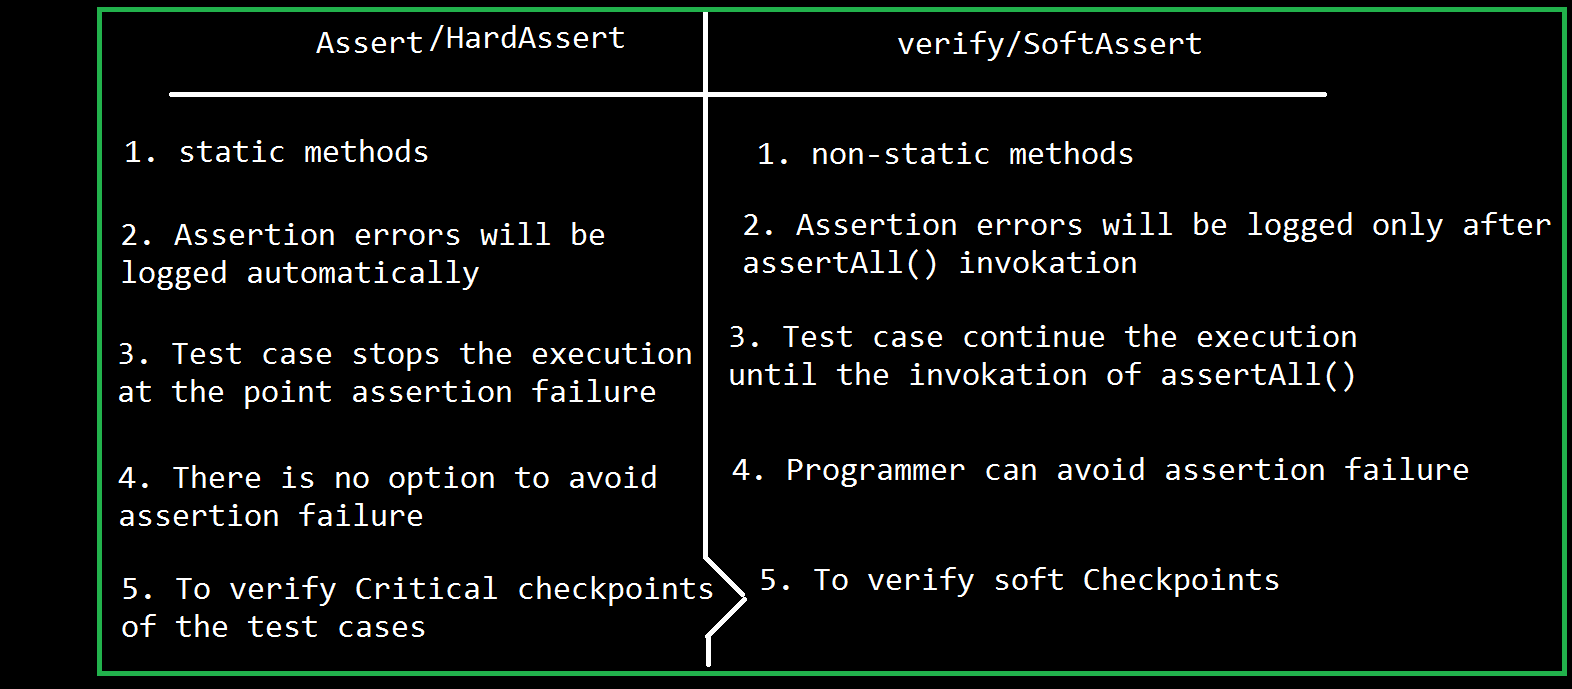 Assert/HardAssert
1. static methods
2. Assertion errors will be
logged automatically
3. Test case stops the execution
at the point assertion failure
4. There is no option to avoid
assertion failure
5. To verify Critical checkpoints
of the test cases
verify/SoftAssert
1. non-static methods
2. Assertion errors will be logged only after
assertAll() invokation
3. Test case continue the execution
until the invokation of assertAll()
4. Programmer can avoid assertion failure
5. To verify soft Checkpoints